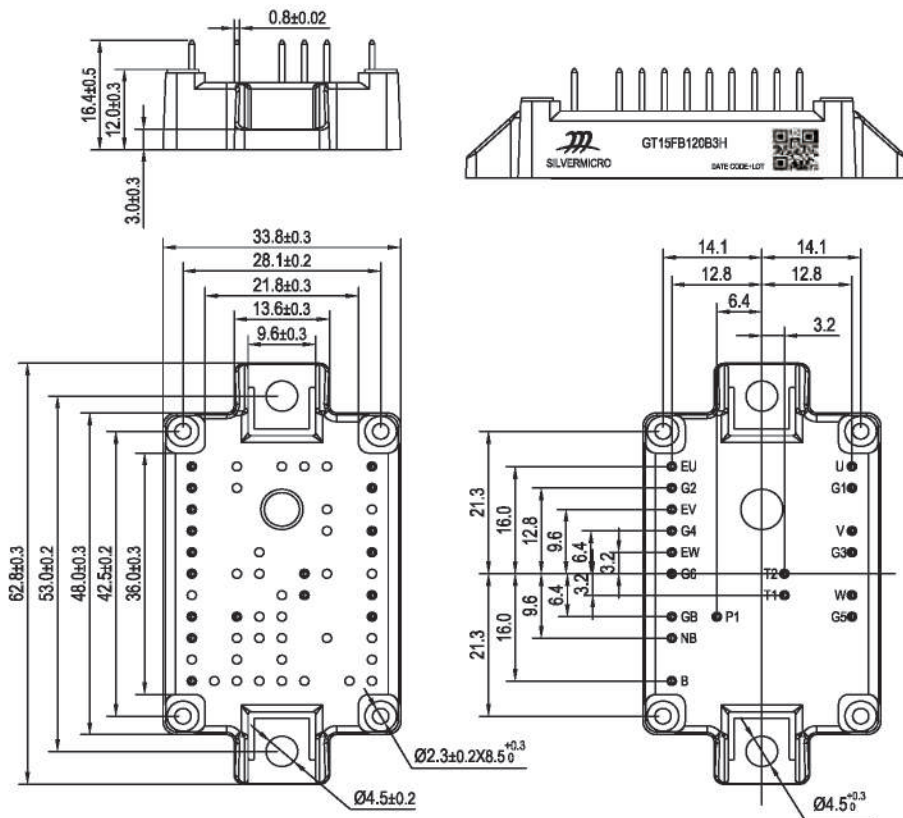 0.8±0.02
16.4±0.5
12.0±0.3
3.0±0.3
SILVERMICRO
GT15FB120B3H
DATE CODE+LOT
33.8±0.3
28.1±0.2
21.8±0.3
13.6±0.3
9.6±0.3
62.8±0.3
53.0±0.2
48.0±0.3
42.5±0.2
36.0±0.3
Ø2.3±0.2X8.5 +0.3 0
Ø4.5±0.2
14.1 14.1
12.8 12.8
6.4
3.2
21.3
16.0
12.8
9.6
6.4
3.2
3.2
6.4
9.6
16.0
21.3
EU U
G2 G1
EV
G4 V
EW G3
G6 T2
T1 W
GB P1 G5
NB
B
Ø4.5 +0.3 0